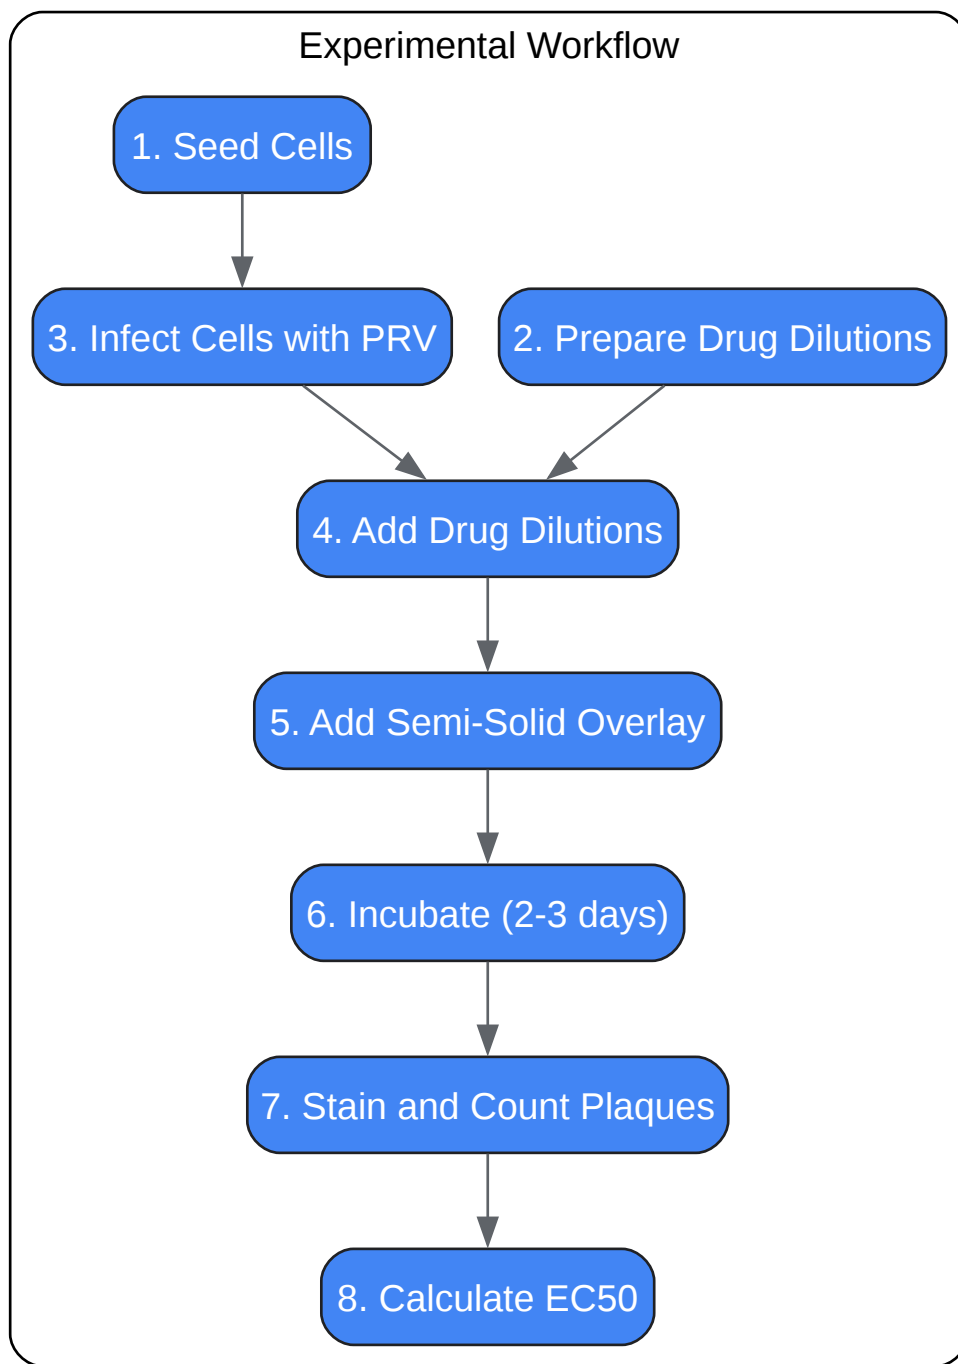 Experimental Workflow
1. Seed Cells
3. Infect Cells with PRV
2. Prepare Drug Dilutions
4. Add Drug Dilutions
5. Add Semi-Solid Overlay
6. Incubate (2-3 days)
7. Stain and Count Plaques
8. Calculate EC50